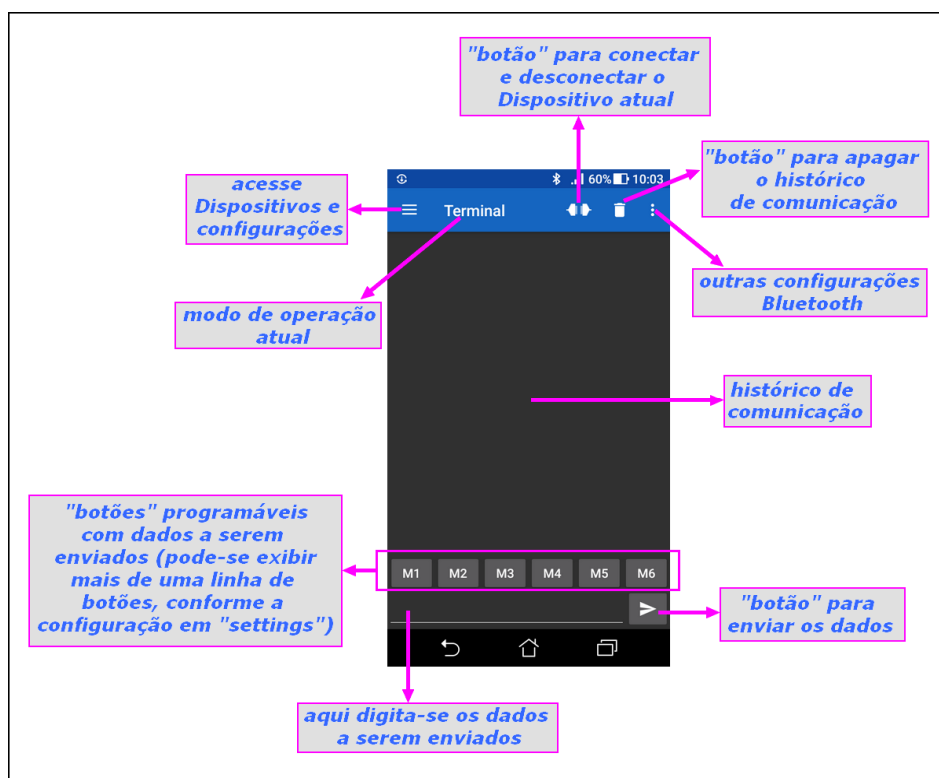 "botão" para conectar
e desconectar o
Dispositivo atual
"botão" para apagar
o histórico
de comunicação
acesse
Dispositivos e
configurações
60% 10:03
Terminal
outras configurações
Bluetooth
modo de operação
atual
histórico de
comunicação
"botões" programáveis
com dados a serem
enviados (pode-se exibir
mais de uma linha de
botões, conforme a
configuração em "settings")
M1 M2 M3 M4 M5 M6
"botão" para
enviar os dados
aqui digita-se os dados
a serem enviados